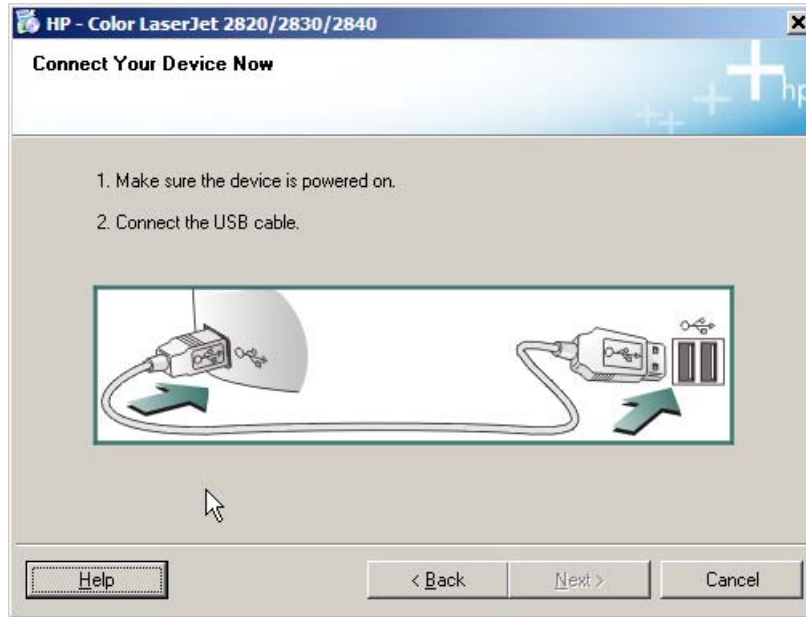 HP - Color LaserJet 2820/2830/2840
Connect Your Device Now
hp
1. Make sure the device is powered on.
2. Connect the USB cable.
Help
< Back
Next >
Cancel